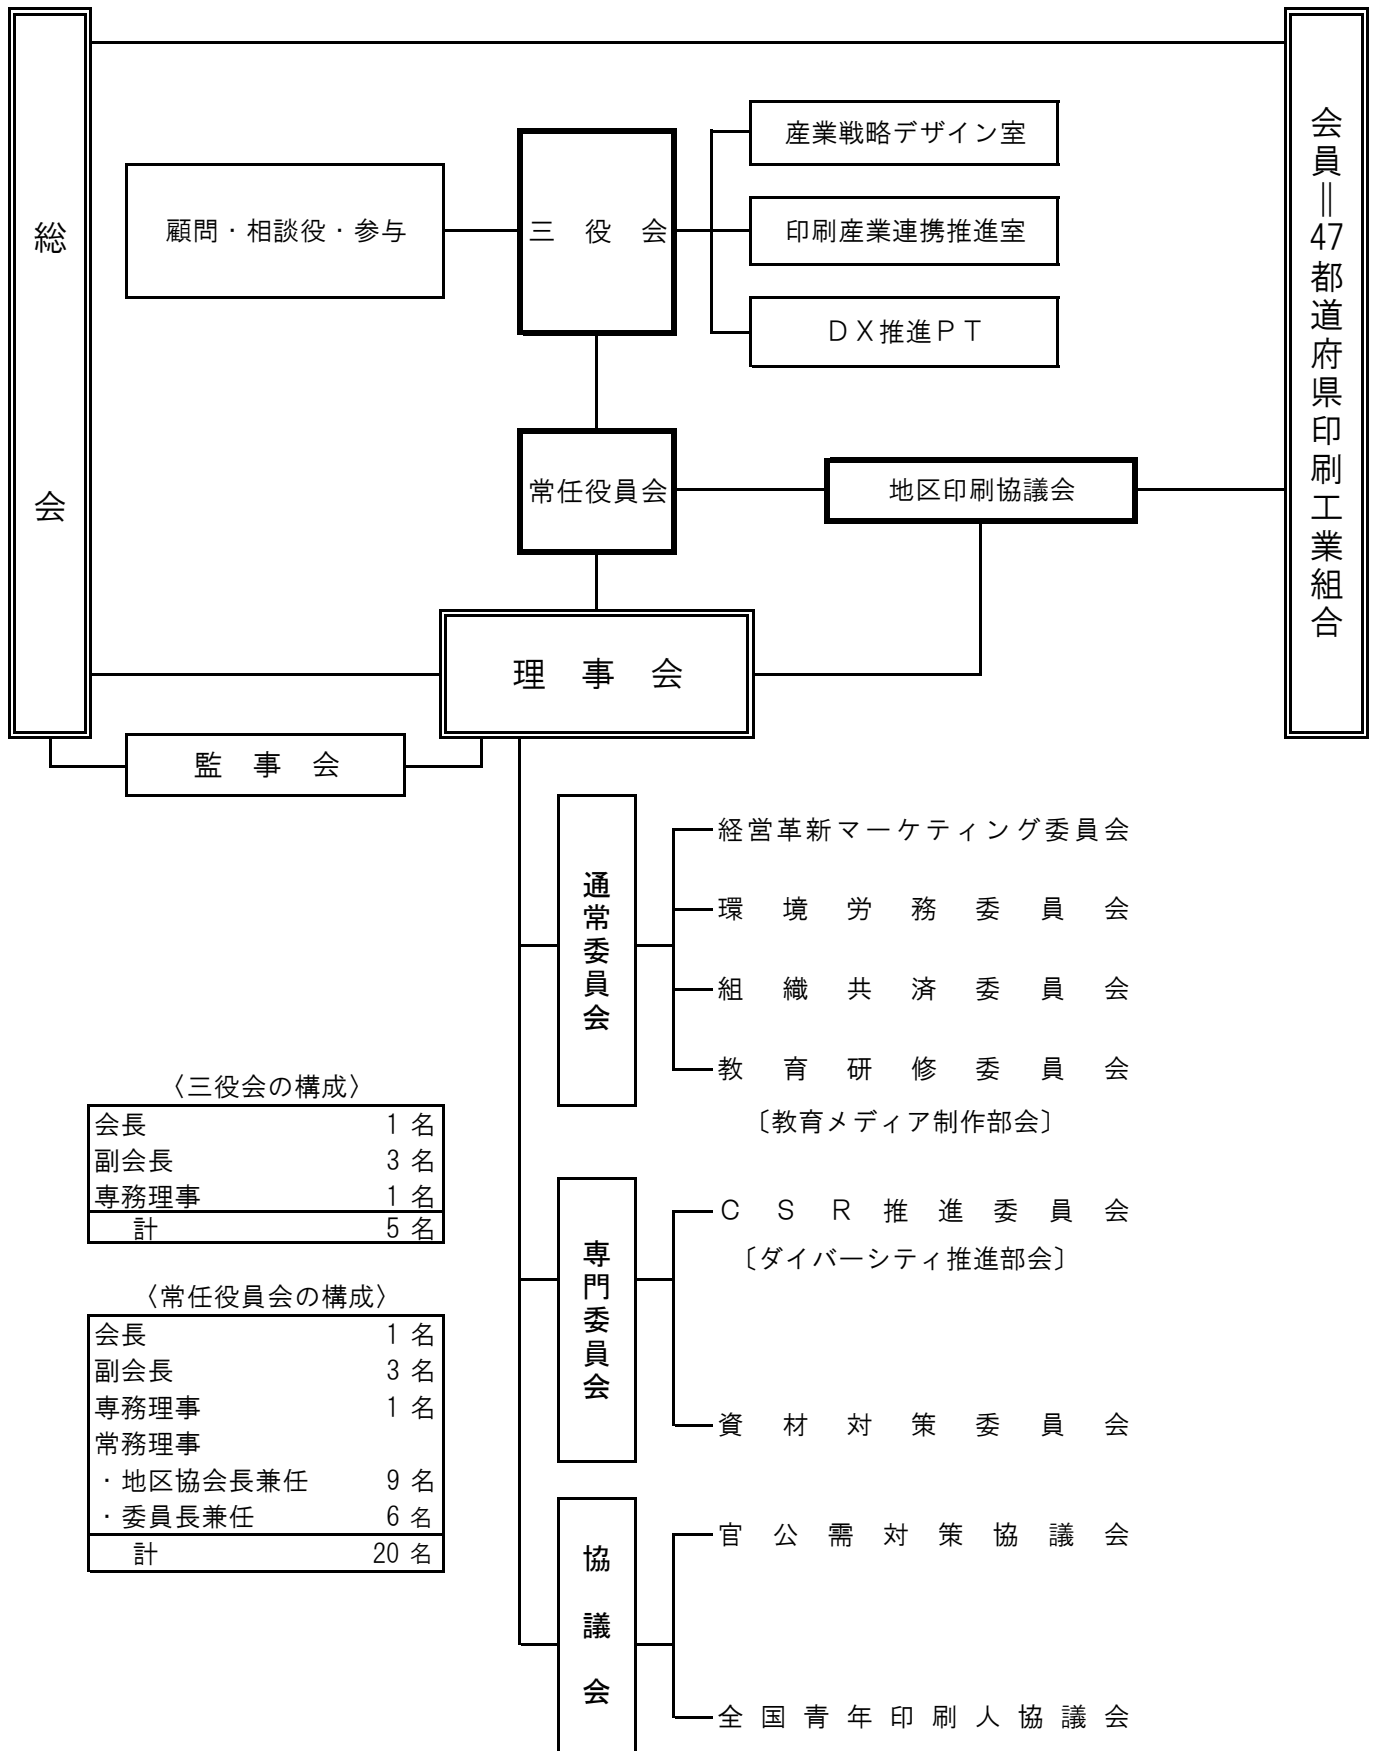 総会
会員＝47都道府県印刷工業組合
産業戦略デザイン室
顧問・相談役・参与
三役会
印刷産業連携推進室
ＤＸ推進ＰＴ
常任役員会
地区印刷協議会
理事会
監事会
通常委員会
経営革新マーケティング委員会
環境労務委員会
組織共済委員会
教育研修委員会
〔教育メディア制作部会〕
専門委員会
ＣＳＲ推進委員会
〔ダイバーシティ推進部会〕
資材対策委員会
協議会
官公需対策協議会
全国青年印刷人協議会
〈三役会の構成〉
会長 1 名
副会長 3 名
専務理事 1 名
計 5 名
〈常任役員会の構成〉
会長 1 名
副会長 3 名
専務理事 1 名
常務理事
・地区協会長兼任 9 名
・委員長兼任 6 名
計 20 名